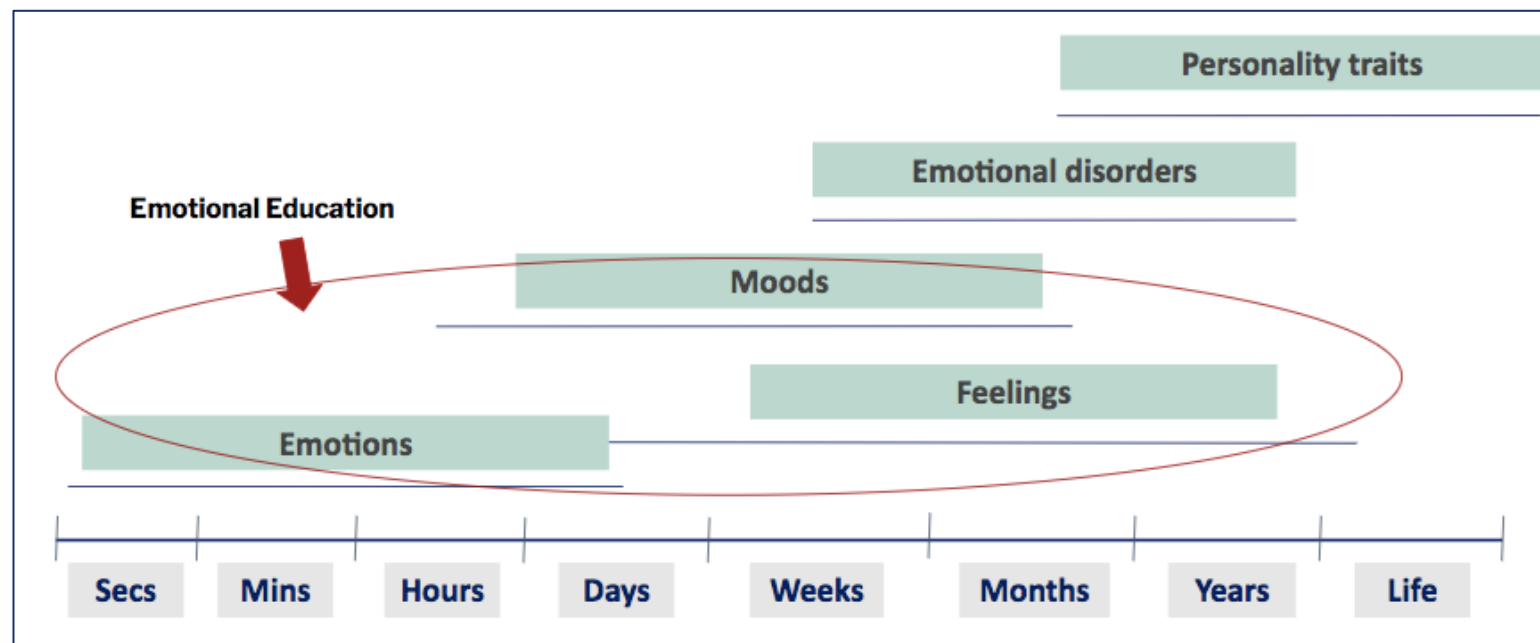 Personality traits
Emotional disorders
Emotional Education
Moods
Feelings
Emotions
Secs Mins Hours Days Weeks Months Years Life